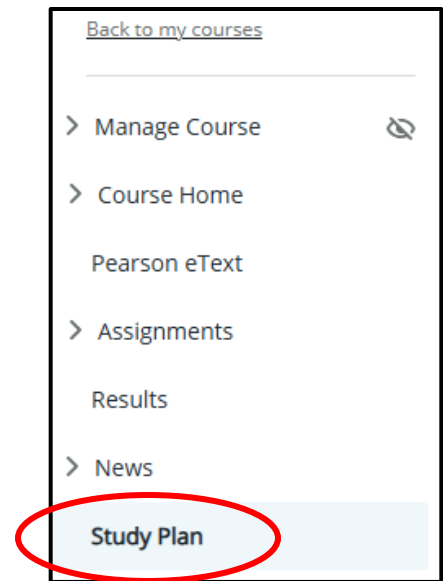 Back to my courses
Manage Course
Course Home
Pearson eText
Assignments
Results
News
Study Plan